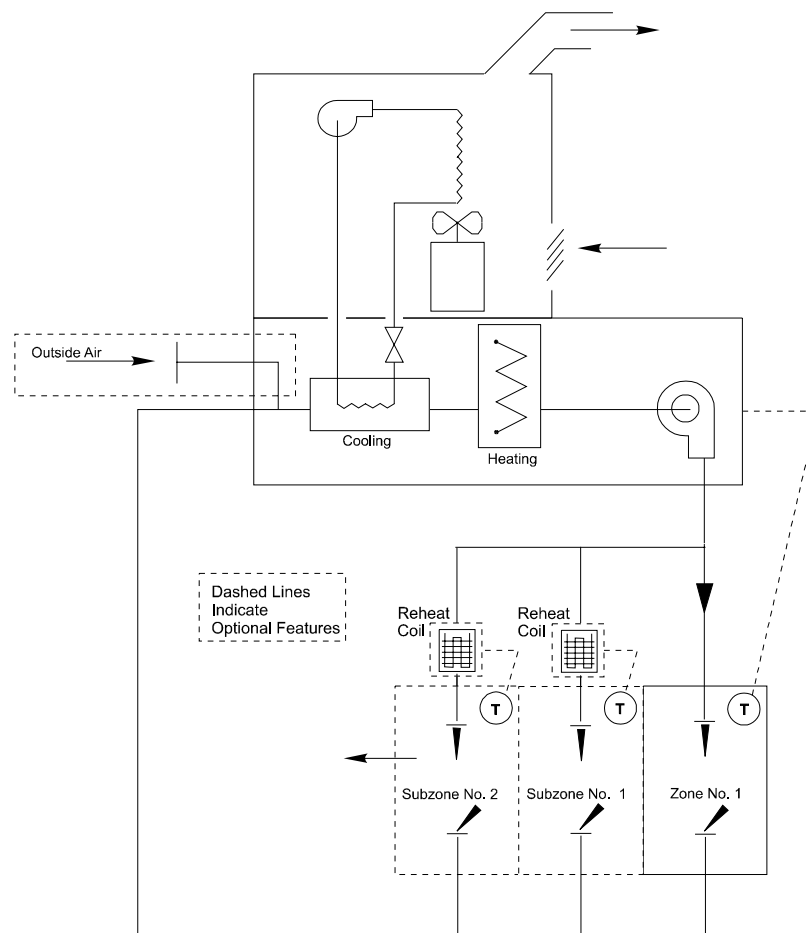 Outside Air
Cooling
Heating
Dashed Lines
Indicate
Optional Features
Reheat
Coil
Reheat
Coil
T
T
T
Subzone No. 2
Subzone No. 1
Zone No. 1